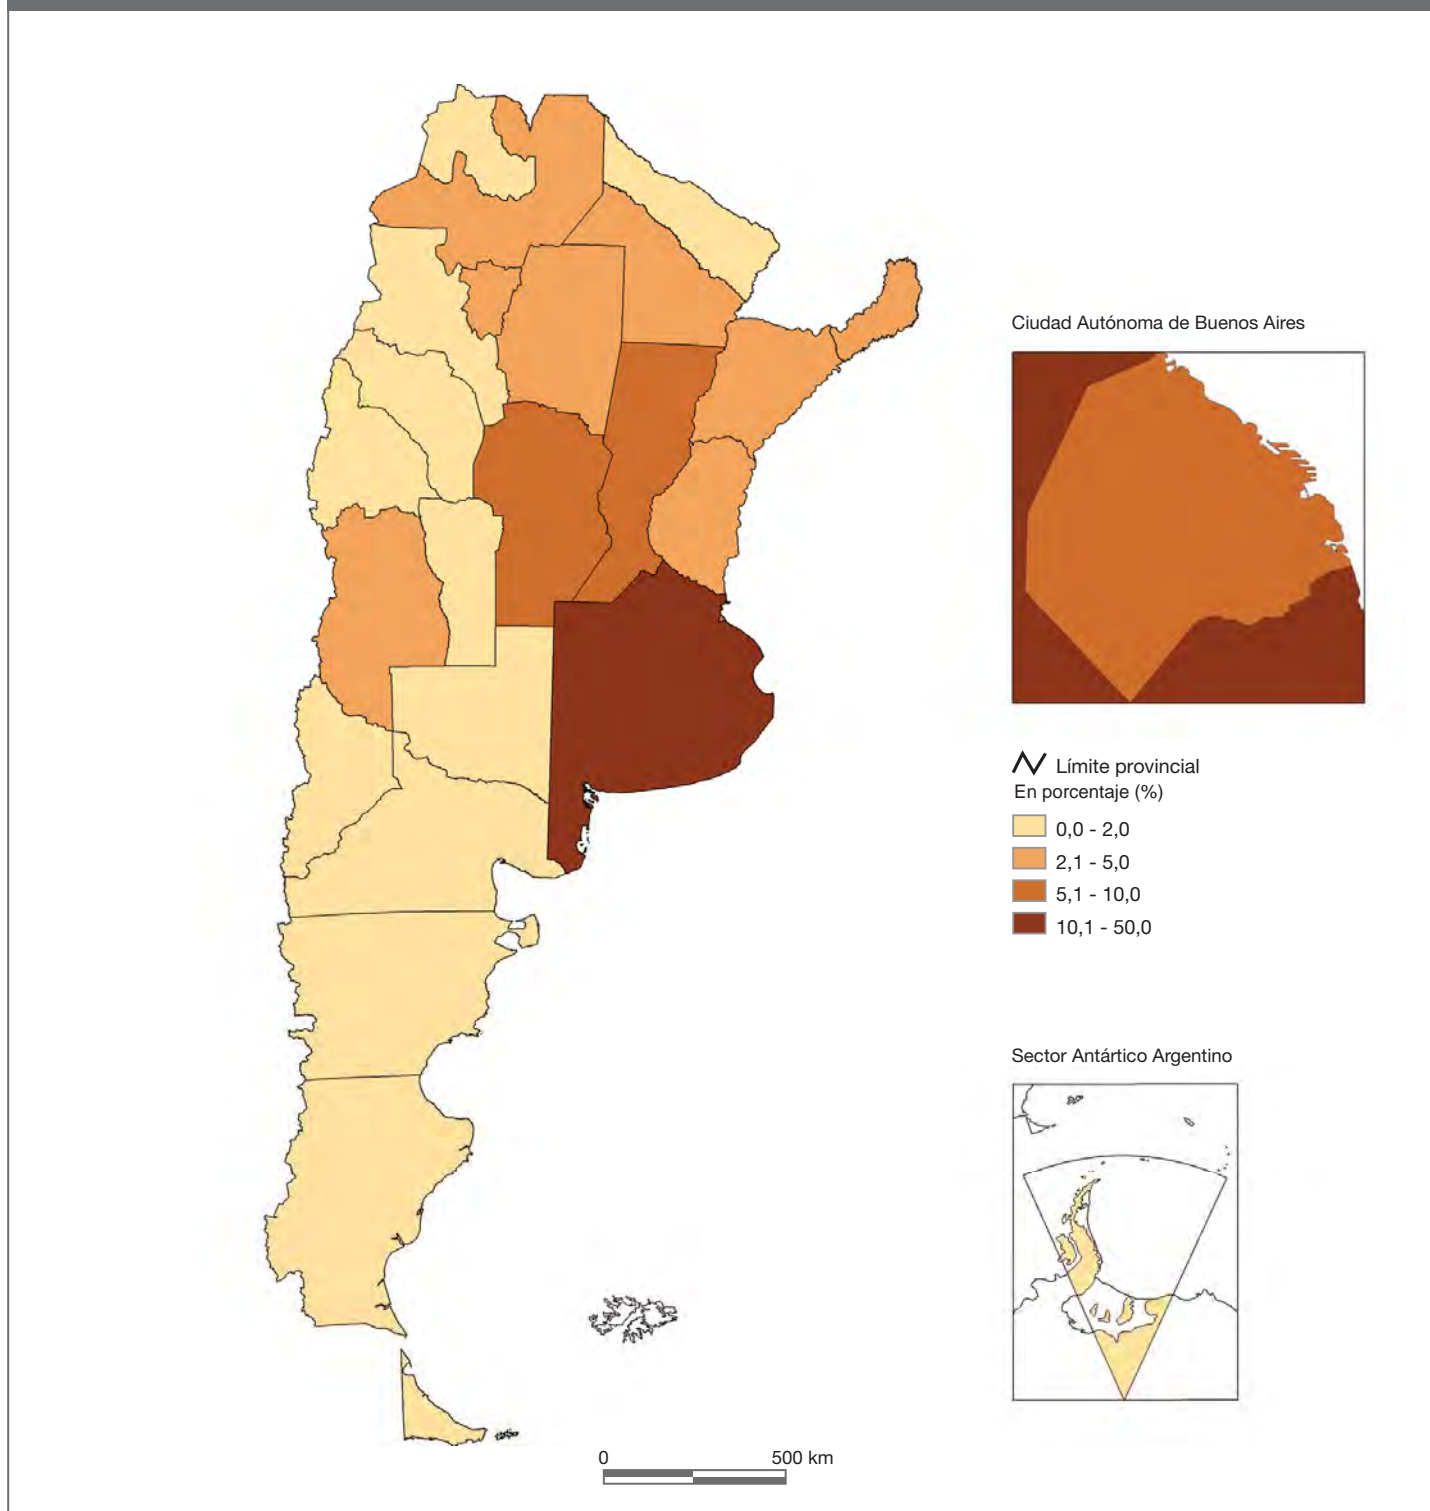 Ciudad Autónoma de Buenos Aires
Límite provincial
En porcentaje (%)
0,0 - 2,0
2,1 - 5,0
5,1 - 10,0
10,1 - 50,0
Sector Antártico Argentino
0 500 km